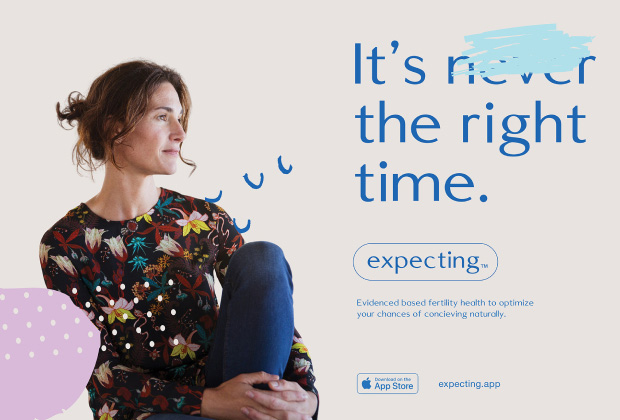 It's never
the right
time.
expecting™
Evidenced based fertility health to optimize
your chances of concieving naturally.
Download on the
App Store
expecting.app